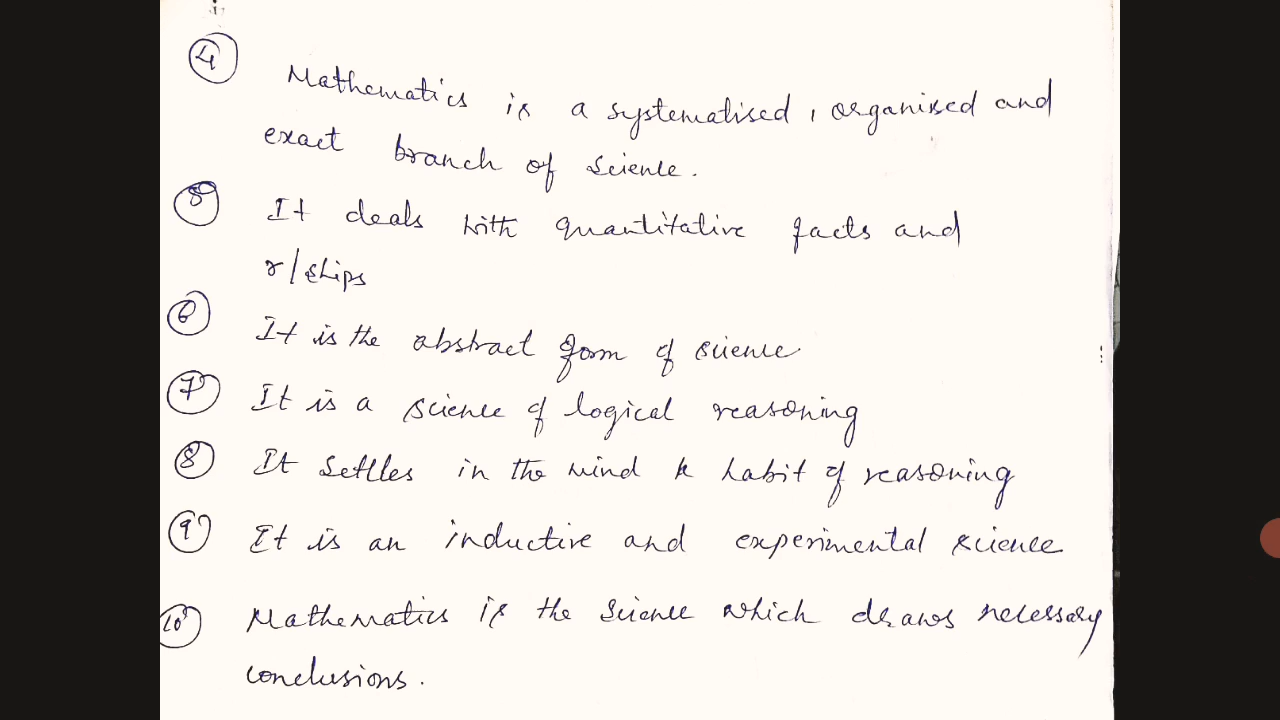 4 Mathematics is a systematised, organised and
exact branch of science.
5 It deals with quantitative facts and
r/ships
6 It is the abstract form of science
7 It is a science of logical reasoning
8 It settles in the mind a habit of reasoning
9 It is an inductive and experimental science
10 Mathematics is the science which draws necessary
conclusions.